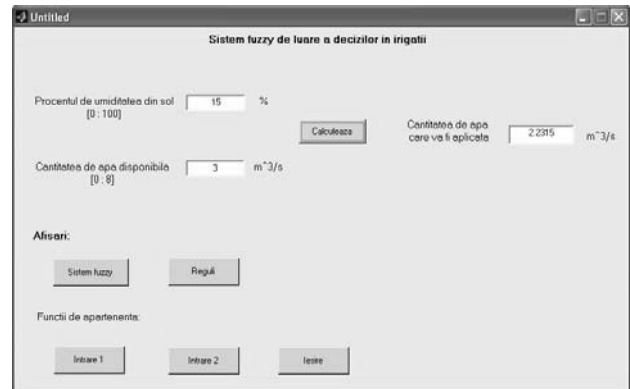 Untitled
Sistem fuzzy de luare a decizilor in irigatii
Procentul de umiditatea din sol
[0 : 100]
15
%
Calculeaza
Cantitatea de apa
care va fi aplicata
2.2315
m^3/s
Cantitatea de apa disponibila
[0 : 8]
3
m^3/s
Afisari:
Sistem fuzzy
Reguli
Functii de apartenenta:
Intrare 1
Intrare 2
Iesire